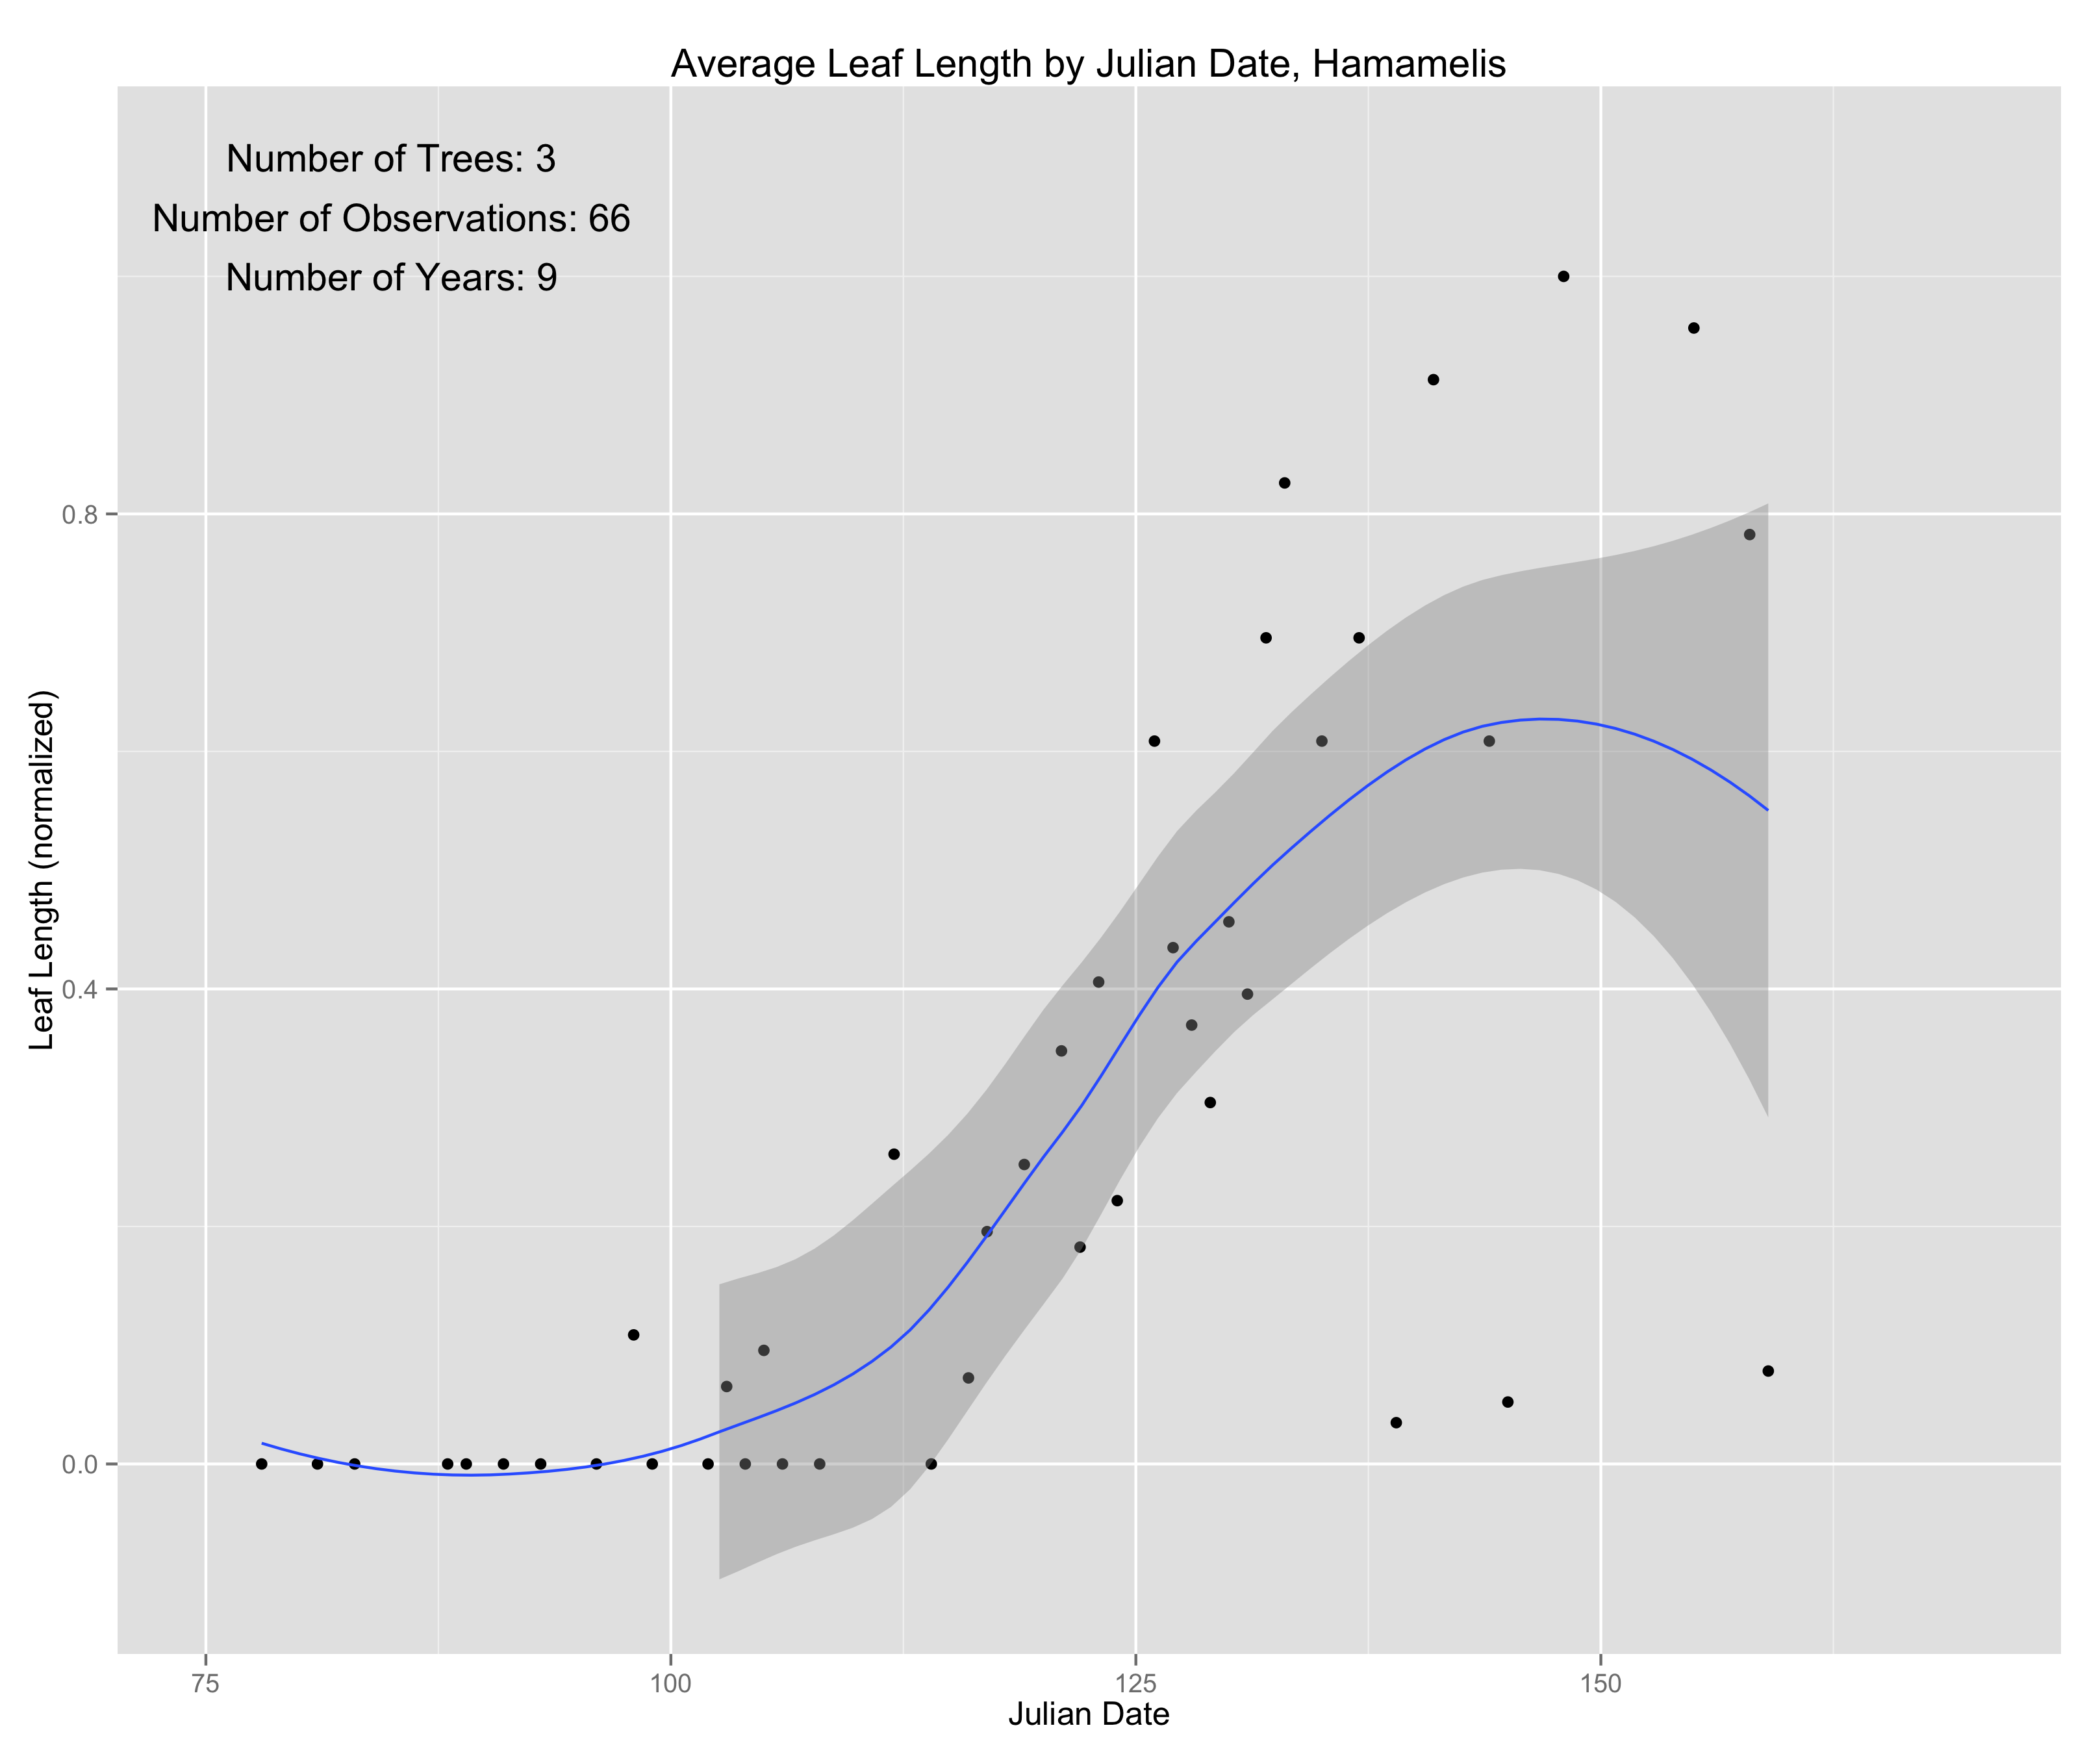 Average Leaf Length by Julian Date, Hamamelis
Number of Trees: 3
Number of Observations: 66
Number of Years: 9
Leaf Length (normalized)
0.8
0.4
0.0
75 100 125 150
Julian Date